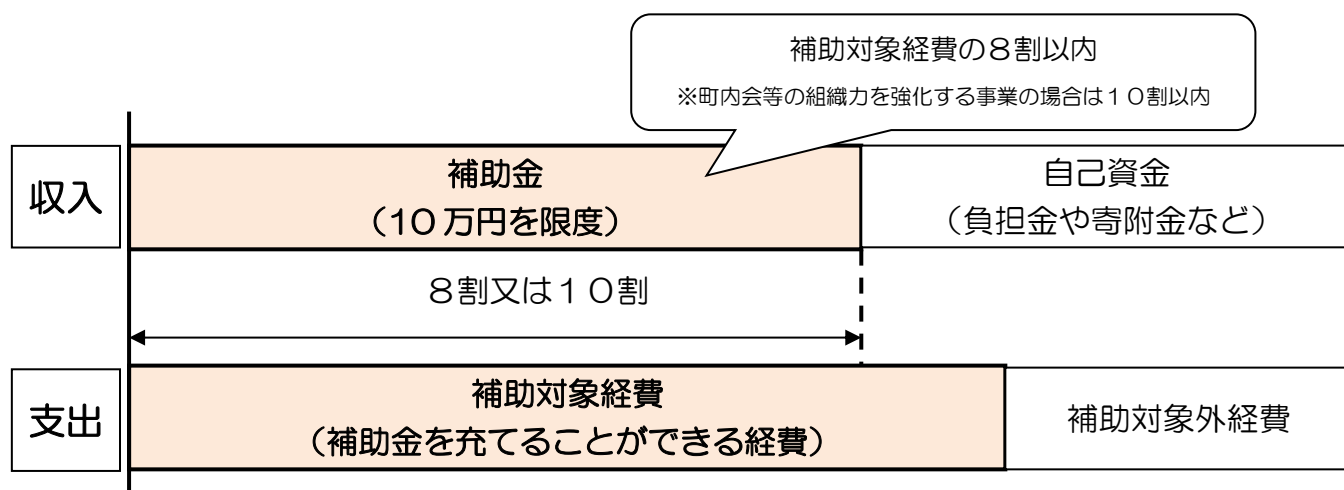 補助対象経費の８割以内
※町内会等の組織力を強化する事業の場合は１０割以内
収入
補助金
（10 万円を限度）
自己資金
（負担金や寄附金など）
８割又は１０割
支出
補助対象経費
（補助金を充てることができる経費）
補助対象外経費